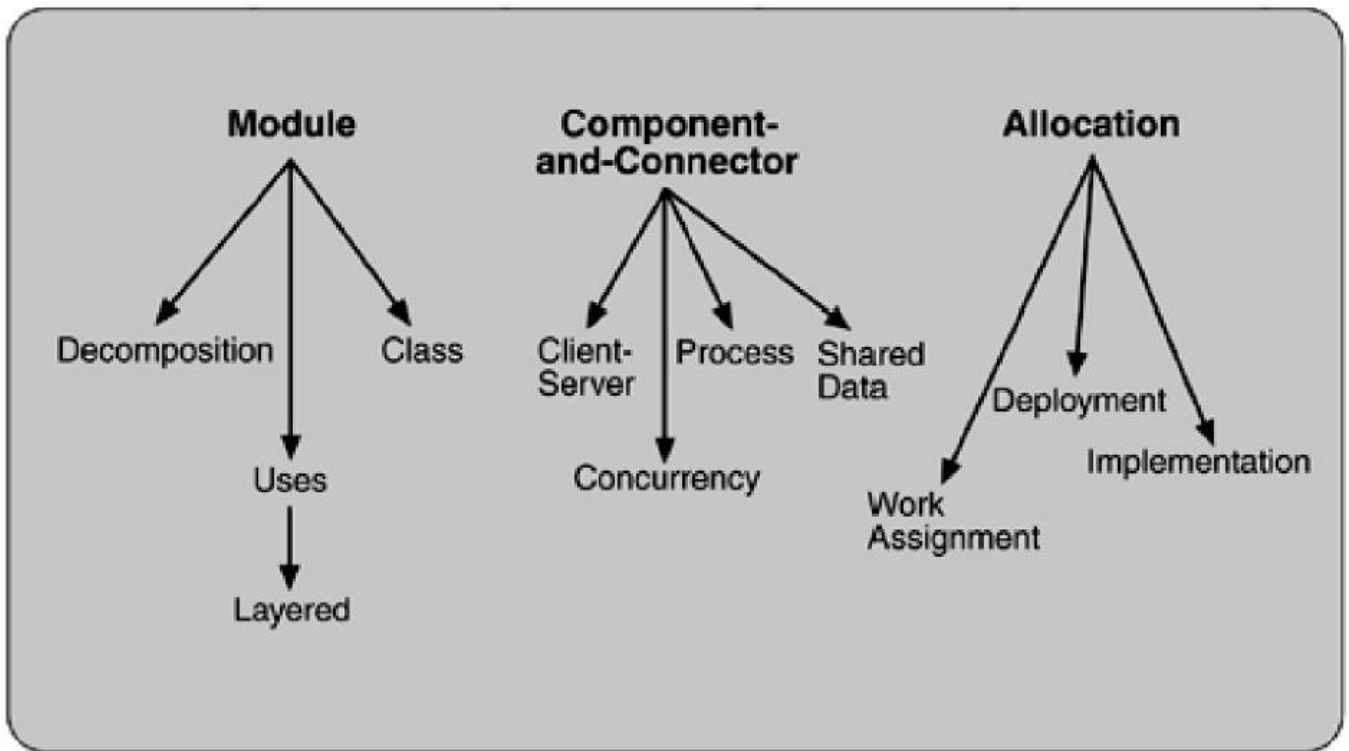 Module
Component-
and-Connector
Allocation
Decomposition
Class
Client-
Server
Process
Shared
Data
Deployment
Uses
Concurrency
Implementation
Work
Assignment
Layered